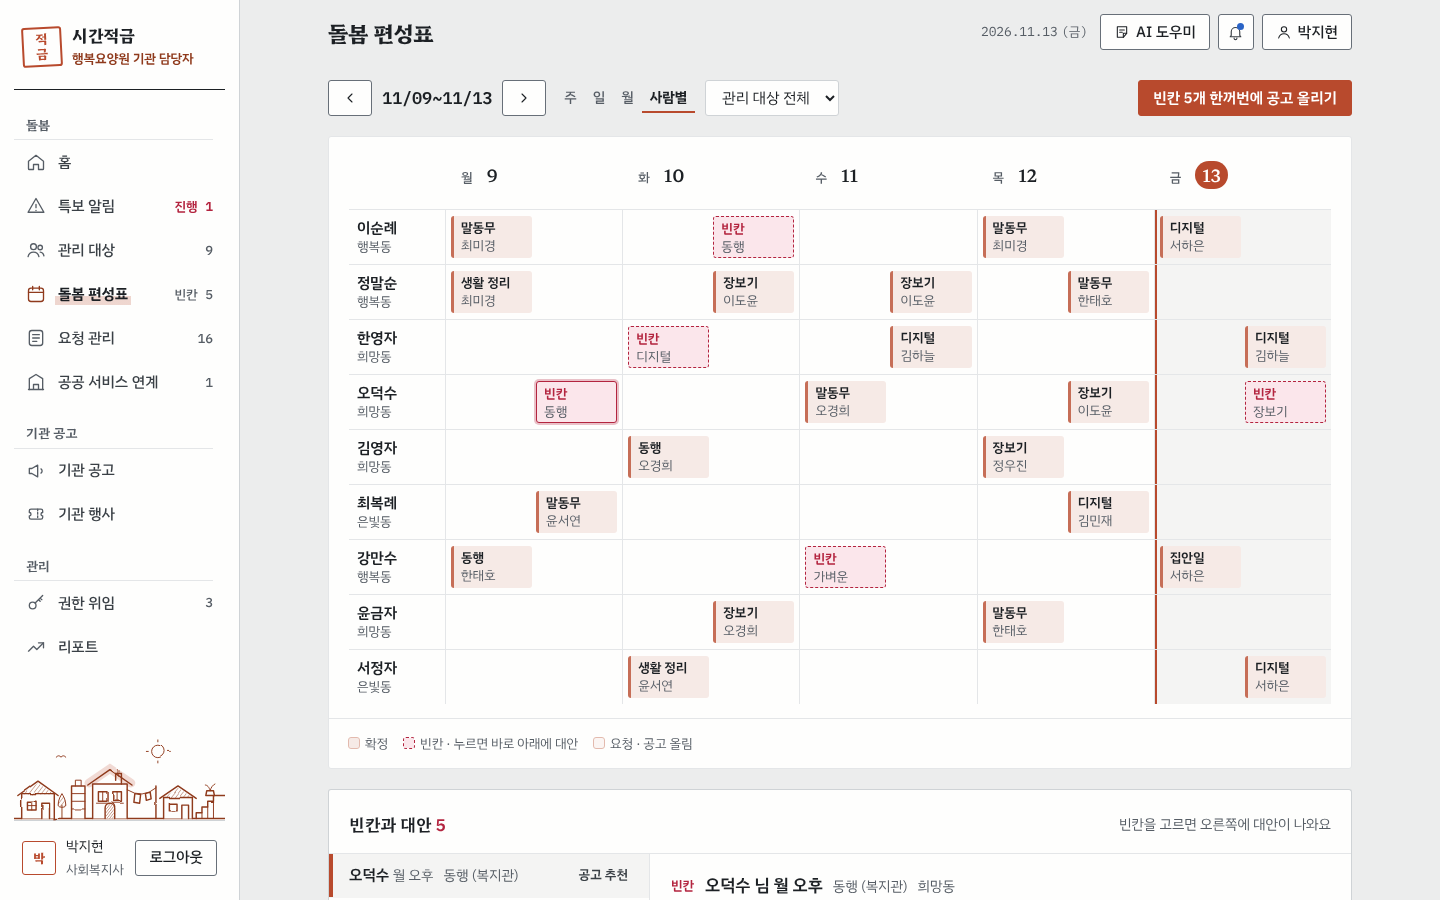 적금
시간적금
행복요양원 기관 담당자
돌봄
홈
특보 알림 진행 1
관리 대상 9
돌봄 편성표 빈칸 5
요청 관리 16
공공 서비스 연계 1
기관 공고
기관 공고
기관 행사
관리
권한 위임 3
리포트
박
박지현
사회복지사
로그아웃
돌봄 편성표
2026.11.13 (금)
AI 도우미
박지현
11/09~11/13
주 일 월 사람별
관리 대상 전체
빈칸 5개 한꺼번에 공고 올리기
월 9 화 10 수 11 목 12 금 13
이순례 말동무 빈칸 말동무 디지털
행복동 최미경 동행 최미경 서하은
정말순 생활 정리 장보기 장보기 말동무
행복동 최미경 이도윤 이도윤 한태호
한영자 빈칸 디지털 디지털
희망동 디지털 김하늘 김하늘
오덕수 빈칸 말동무 장보기 빈칸
희망동 동행 오경희 이도윤 장보기
김영자 동행 장보기
희망동 오경희 정우진
최복례 말동무 디지털
은빛동 윤서연 김민재
강만수 동행 빈칸 집안일
행복동 한태호 가벼운 서하은
윤금자 장보기 말동무
희망동 오경희 한태호
서정자 생활 정리 디지털
은빛동 윤서연 서하은
확정 빈칸 · 누르면 바로 아래에 대안 요청 · 공고 올림
빈칸과 대안 5
빈칸을 고르면 오른쪽에 대안이 나와요
오덕수 월 오후 동행 (복지관) 공고 추천
빈칸 오덕수 님 월 오후 동행 (복지관) 희망동